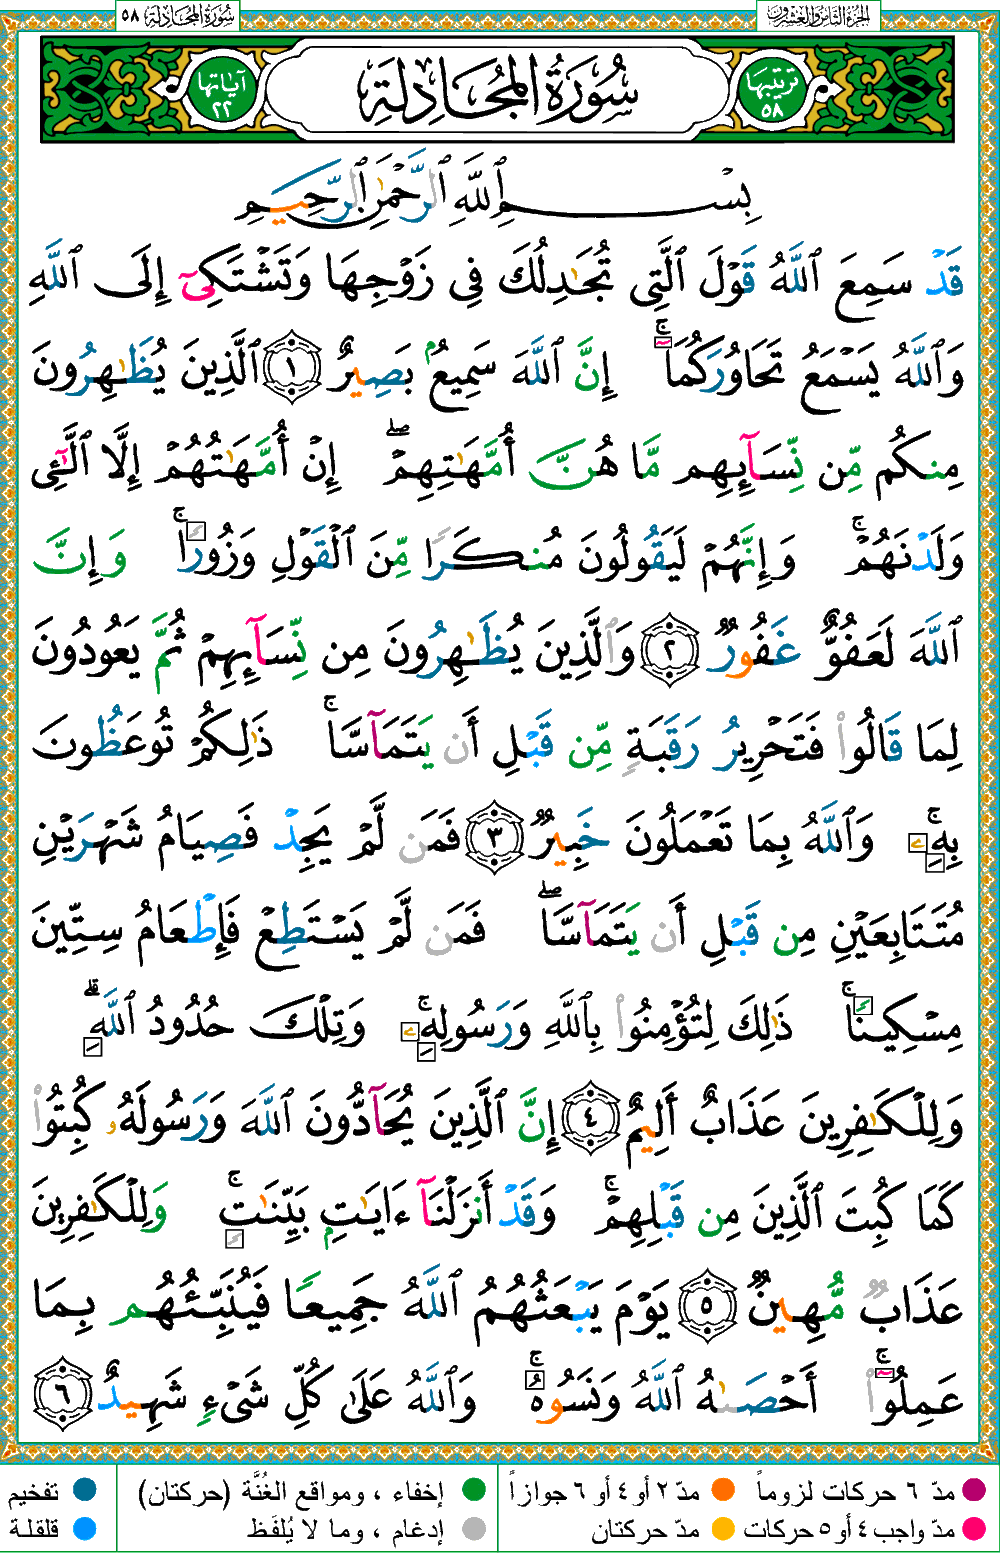 الجزء الثامن والعشرون
سورة المجادلة ٥٨
ترتيبها ٥٨
سُورَةُ المُجَادِلَةِ
آياتها ٢٢
بِسْمِ ٱللَّهِ ٱلرَّحْمَٰنِ ٱلرَّحِيمِ
قَدْ سَمِعَ ٱللَّهُ قَوْلَ ٱلَّتِى تُجَٰدِلُكَ فِى زَوْجِهَا وَتَشْتَكِىٓ إِلَى ٱللَّهِ
وَٱللَّهُ يَسْمَعُ تَحَاوُرَكُمَآ ۚ إِنَّ ٱللَّهَ سَمِيعٌۢ بَصِيرٌ ١ ٱلَّذِينَ يُظَٰهِرُونَ
مِنكُم مِّن نِّسَآئِهِم مَّا هُنَّ أُمَّهَٰتِهِمْ ۖ إِنْ أُمَّهَٰتُهُمْ إِلَّا ٱلَّٰٓـِٔى
وَلَدْنَهُمْ ۚ وَإِنَّهُمْ لَيَقُولُونَ مُنكَرًا مِّنَ ٱلْقَوْلِ وَزُورًا ۚ وَإِنَّ
ٱللَّهَ لَعَفُوٌّ غَفُورٌ ٢ وَٱلَّذِينَ يُظَٰهِرُونَ مِن نِّسَآئِهِمْ ثُمَّ يَعُودُونَ
لِمَا قَالُوا۟ فَتَحْرِيرُ رَقَبَةٍ مِّن قَبْلِ أَن يَتَمَآسَّا ۚ ذَٰلِكُمْ تُوعَظُونَ
بِهِۦ ۚ وَٱللَّهُ بِمَا تَعْمَلُونَ خَبِيرٌ ٣ فَمَن لَّمْ يَجِدْ فَصِيَامُ شَهْرَيْنِ
مُتَتَابِعَيْنِ مِن قَبْلِ أَن يَتَمَآسَّا ۖ فَمَن لَّمْ يَسْتَطِعْ فَإِطْعَامُ سِتِّينَ
مِسْكِينًا ۚ ذَٰلِكَ لِتُؤْمِنُوا۟ بِٱللَّهِ وَرَسُولِهِۦ ۚ وَتِلْكَ حُدُودُ ٱللَّهِ ۗ
وَلِلْكَٰفِرِينَ عَذَابٌ أَلِيمٌ ٤ إِنَّ ٱلَّذِينَ يُحَآدُّونَ ٱللَّهَ وَرَسُولَهُۥ كُبِتُوا۟
كَمَا كُبِتَ ٱلَّذِينَ مِن قَبْلِهِمْ ۚ وَقَدْ أَنزَلْنَآ ءَايَٰتٍۭ بَيِّنَٰتٍ ۚ وَلِلْكَٰفِرِينَ
عَذَابٌ مُّهِينٌ ٥ يَوْمَ يَبْعَثُهُمُ ٱللَّهُ جَمِيعًا فَيُنَبِّئُهُم بِمَا
عَمِلُوٓا۟ ۚ أَحْصَىٰهُ ٱللَّهُ وَنَسُوهُ ۚ وَٱللَّهُ عَلَىٰ كُلِّ شَىْءٍ شَهِيدٌ ٦
مدّ ٦ حركات لزوماً
مدّ ٢ أو ٤ أو ٦ جوازاً
إخفاء ، ومواقع الغُنَّة (حركتان)
تفخيم
مدّ واجب ٤ أو ٥ حركات
مدّ حركتان
إدغام ، وما لا يُلفَظ
قلقلة